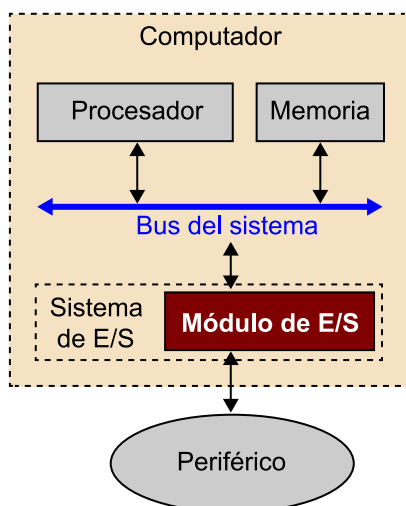 Computador
Procesador
Memoria
Bus del sistema
Sistema
de E/S
Módulo de E/S
Periférico